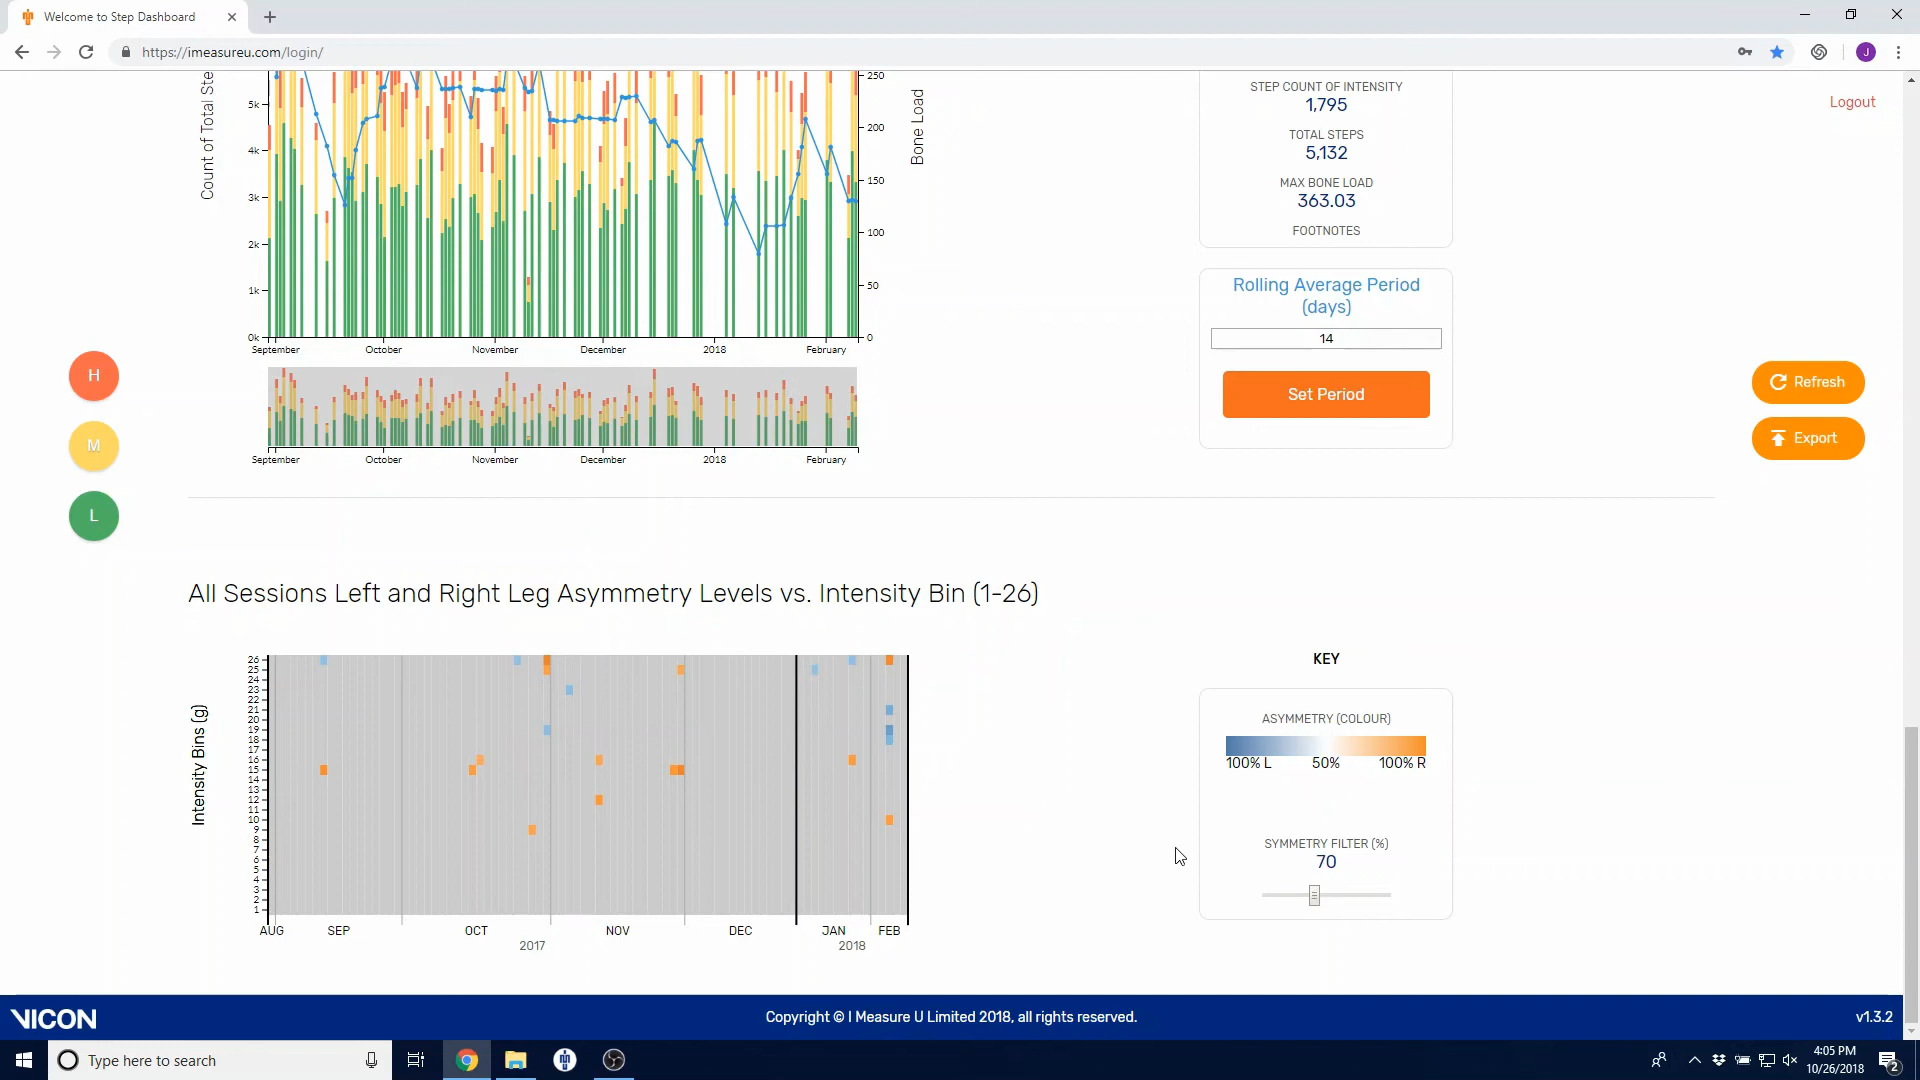 Welcome to Step Dashboard
https://imeasureu.com/login/
J
Logout
Count of Total Ste
5k
4k
3k
2k
1k
0k
250
200
150
100
50
0
Bone Load
September October November December 2018 February
September October November December 2018 February
STEP COUNT OF INTENSITY
1,795
TOTAL STEPS
5,132
MAX BONE LOAD
363.03
FOOTNOTES
Rolling Average Period
(days)
14
Set Period
H
M
L
Refresh
Export
All Sessions Left and Right Leg Asymmetry Levels vs. Intensity Bin (1-26)
Intensity Bins (g)
26
25
24
23
22
21
20
19
18
17
16
15
14
13
12
11
10
9
8
7
6
5
4
3
2
1
AUG SEP OCT NOV DEC JAN FEB
2017 2018
KEY
ASYMMETRY (COLOUR)
100% L 50% 100% R
SYMMETRY FILTER (%)
70
VICON
Copyright © I Measure U Limited 2018, all rights reserved.
v1.3.2
Type here to search
4:05 PM
10/26/2018
2